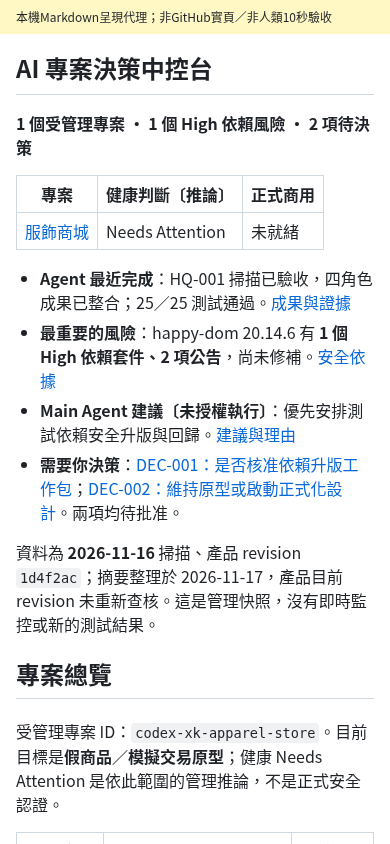 本機Markdown呈現代理；非GitHub實頁／非人類10秒驗收
AI 專案決策中控台
1 個受管理專案 · 1 個 High 依賴風險 · 2 項待決
策
專案 健康判斷〔推論〕 正式商用
服飾商城 Needs Attention 未就緒
• Agent 最近完成：HQ-001 掃描已驗收，四角色
成果已整合；25／25 測試通過。成果與證據
• 最重要的風險：happy-dom 20.14.6 有 1 個
High 依賴套件、2 項公告，尚未修補。安全依
據
• Main Agent 建議〔未授權執行〕：優先安排測
試依賴安全升版與回歸。建議與理由
• 需要你決策：DEC-001：是否核准依賴升版工
作包；DEC-002：維持原型或啟動正式化設
計。兩項均待批准。
資料為 2026-11-16 掃描、產品 revision
1d4f2ac；摘要整理於 2026-11-17，產品目前
revision 未重新查核。這是管理快照，沒有即時監
控或新的測試結果。
專案總覽
受管理專案 ID：codex-xk-apparel-store。目前
目標是假商品／模擬交易原型；健康 Needs
Attention 是依此範圍的管理推論，不是正式安全
認證。